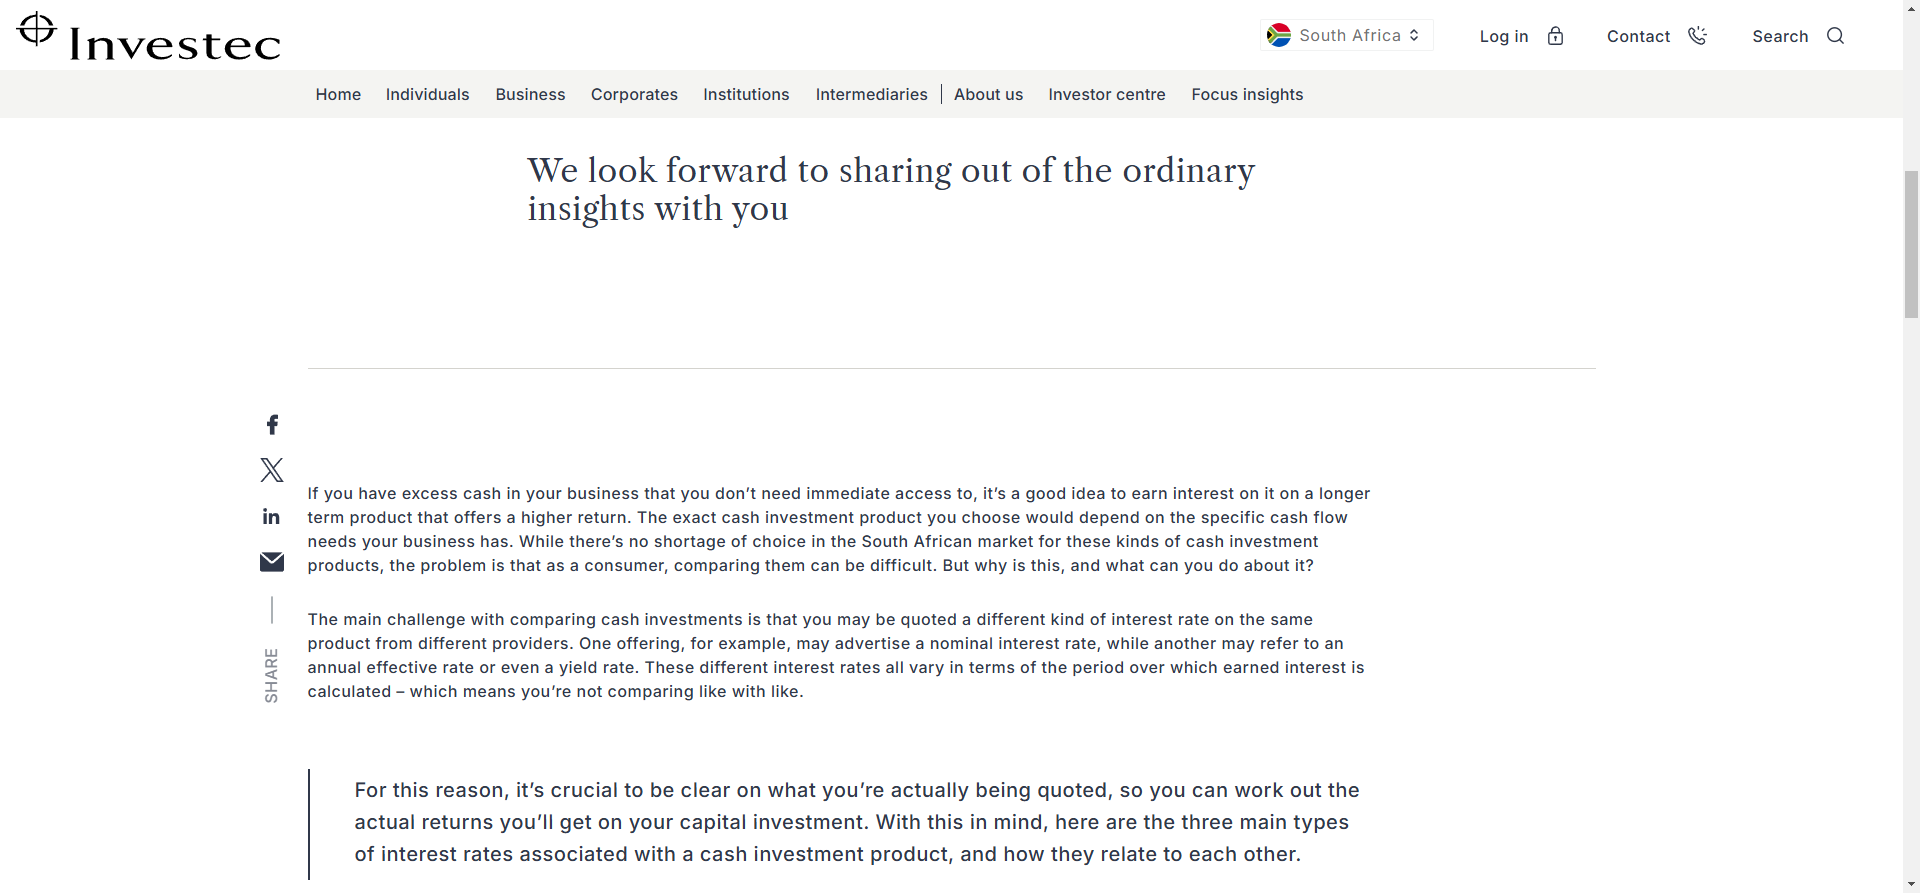 Investec
South Africa
Log in
Contact
Search
Home
Individuals
Business
Corporates
Institutions
Intermediaries
About us
Investor centre
Focus insights
We look forward to sharing out of the ordinary
insights with you
SHARE
If you have excess cash in your business that you don’t need immediate access to, it’s a good idea to earn interest on it on a longer
term product that offers a higher return. The exact cash investment product you choose would depend on the specific cash flow
needs your business has. While there’s no shortage of choice in the South African market for these kinds of cash investment
products, the problem is that as a consumer, comparing them can be difficult. But why is this, and what can you do about it?
The main challenge with comparing cash investments is that you may be quoted a different kind of interest rate on the same
product from different providers. One offering, for example, may advertise a nominal interest rate, while another may refer to an
annual effective rate or even a yield rate. These different interest rates all vary in terms of the period over which earned interest is
calculated – which means you’re not comparing like with like.
For this reason, it’s crucial to be clear on what you’re actually being quoted, so you can work out the
actual returns you’ll get on your capital investment. With this in mind, here are the three main types
of interest rates associated with a cash investment product, and how they relate to each other.